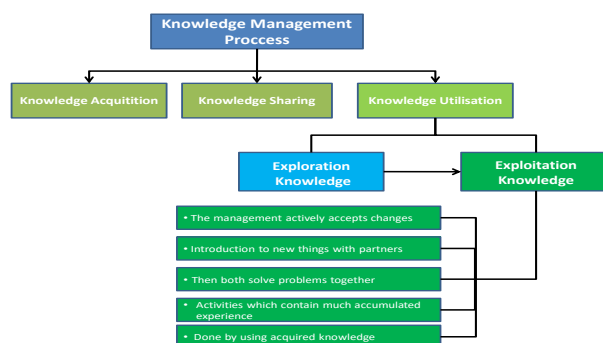 Knowledge Management
Proccess
Knowledge Acquitition
Knowledge Sharing
Knowledge Utilisation
Exploration
Knowledge
Exploitation
Knowledge
• The management actively accepts changes
• Introduction to new things with partners
• Then both solve problems together
• Activities which contain much accumulated
experience
• Done by using acquired knowledge